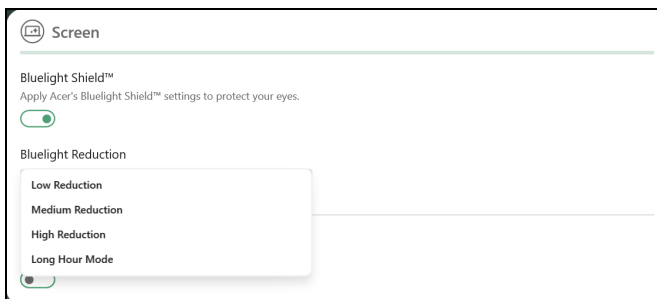 Screen
Bluelight Shield™
Apply Acer's Bluelight Shield™ settings to protect your eyes.
Bluelight Reduction
Low Reduction
Medium Reduction
High Reduction
Long Hour Mode